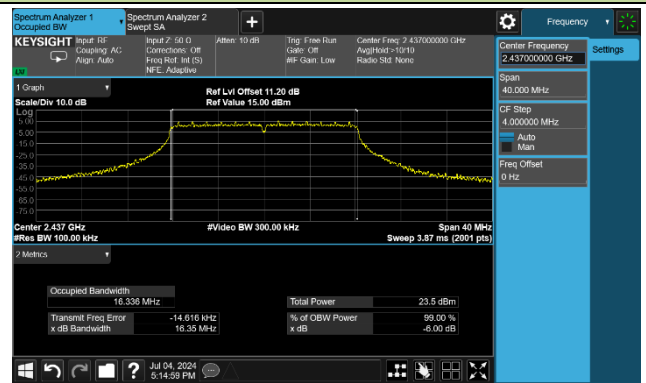 Spectrum Analyzer 1
Occupied BW
Spectrum Analyzer 2
Swept SA
+
Frequency
KEYSIGHT
Input: RF
Coupling: AC
Align: Auto
Input Z: 50 Ω
Corrections: Off
Freq Ref: Int (S)
NFE: Adaptive
Atten: 10 dB
Trig: Free Run
Gate: Off
#IF Gain: Low
Center Freq: 2.437000000 GHz
Avg|Hold:>10/10
Radio Std: None
Center Frequency
2.437000000 GHz
Settings
Span
40.000 MHz
CF Step
4.000000 MHz
Auto
Man
Freq Offset
0 Hz
LU
1 Graph
Scale/Div 10.0 dB
Ref Lvl Offset 11.20 dB
Ref Value 15.00 dBm
Log
5.00
-5.00
-15.0
-25.0
-35.0
-45.0
-55.0
-65.0
-75.0
Center 2.437 GHz
#Res BW 100.00 kHz
#Video BW 300.00 kHz
Span 40 MHz
Sweep 3.87 ms (2001 pts)
2 Metrics
Occupied Bandwidth
16.336 MHz
Total Power 23.5 dBm
Transmit Freq Error -14.616 kHz
% of OBW Power 99.00 %
x dB Bandwidth 16.35 MHz
x dB -6.00 dB
?
Jul 04, 2024
5:14:59 PM